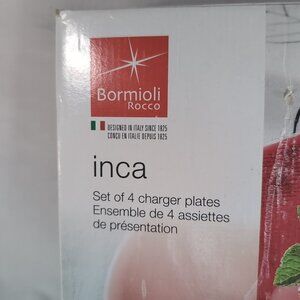 Bormioli
Rocco
DESIGNED IN ITALY SINCE 1825
CONÇU EN ITALIE DEPUIS 1825
inca
Set of 4 charger plates
Ensemble de 4 assiettes
de présentation